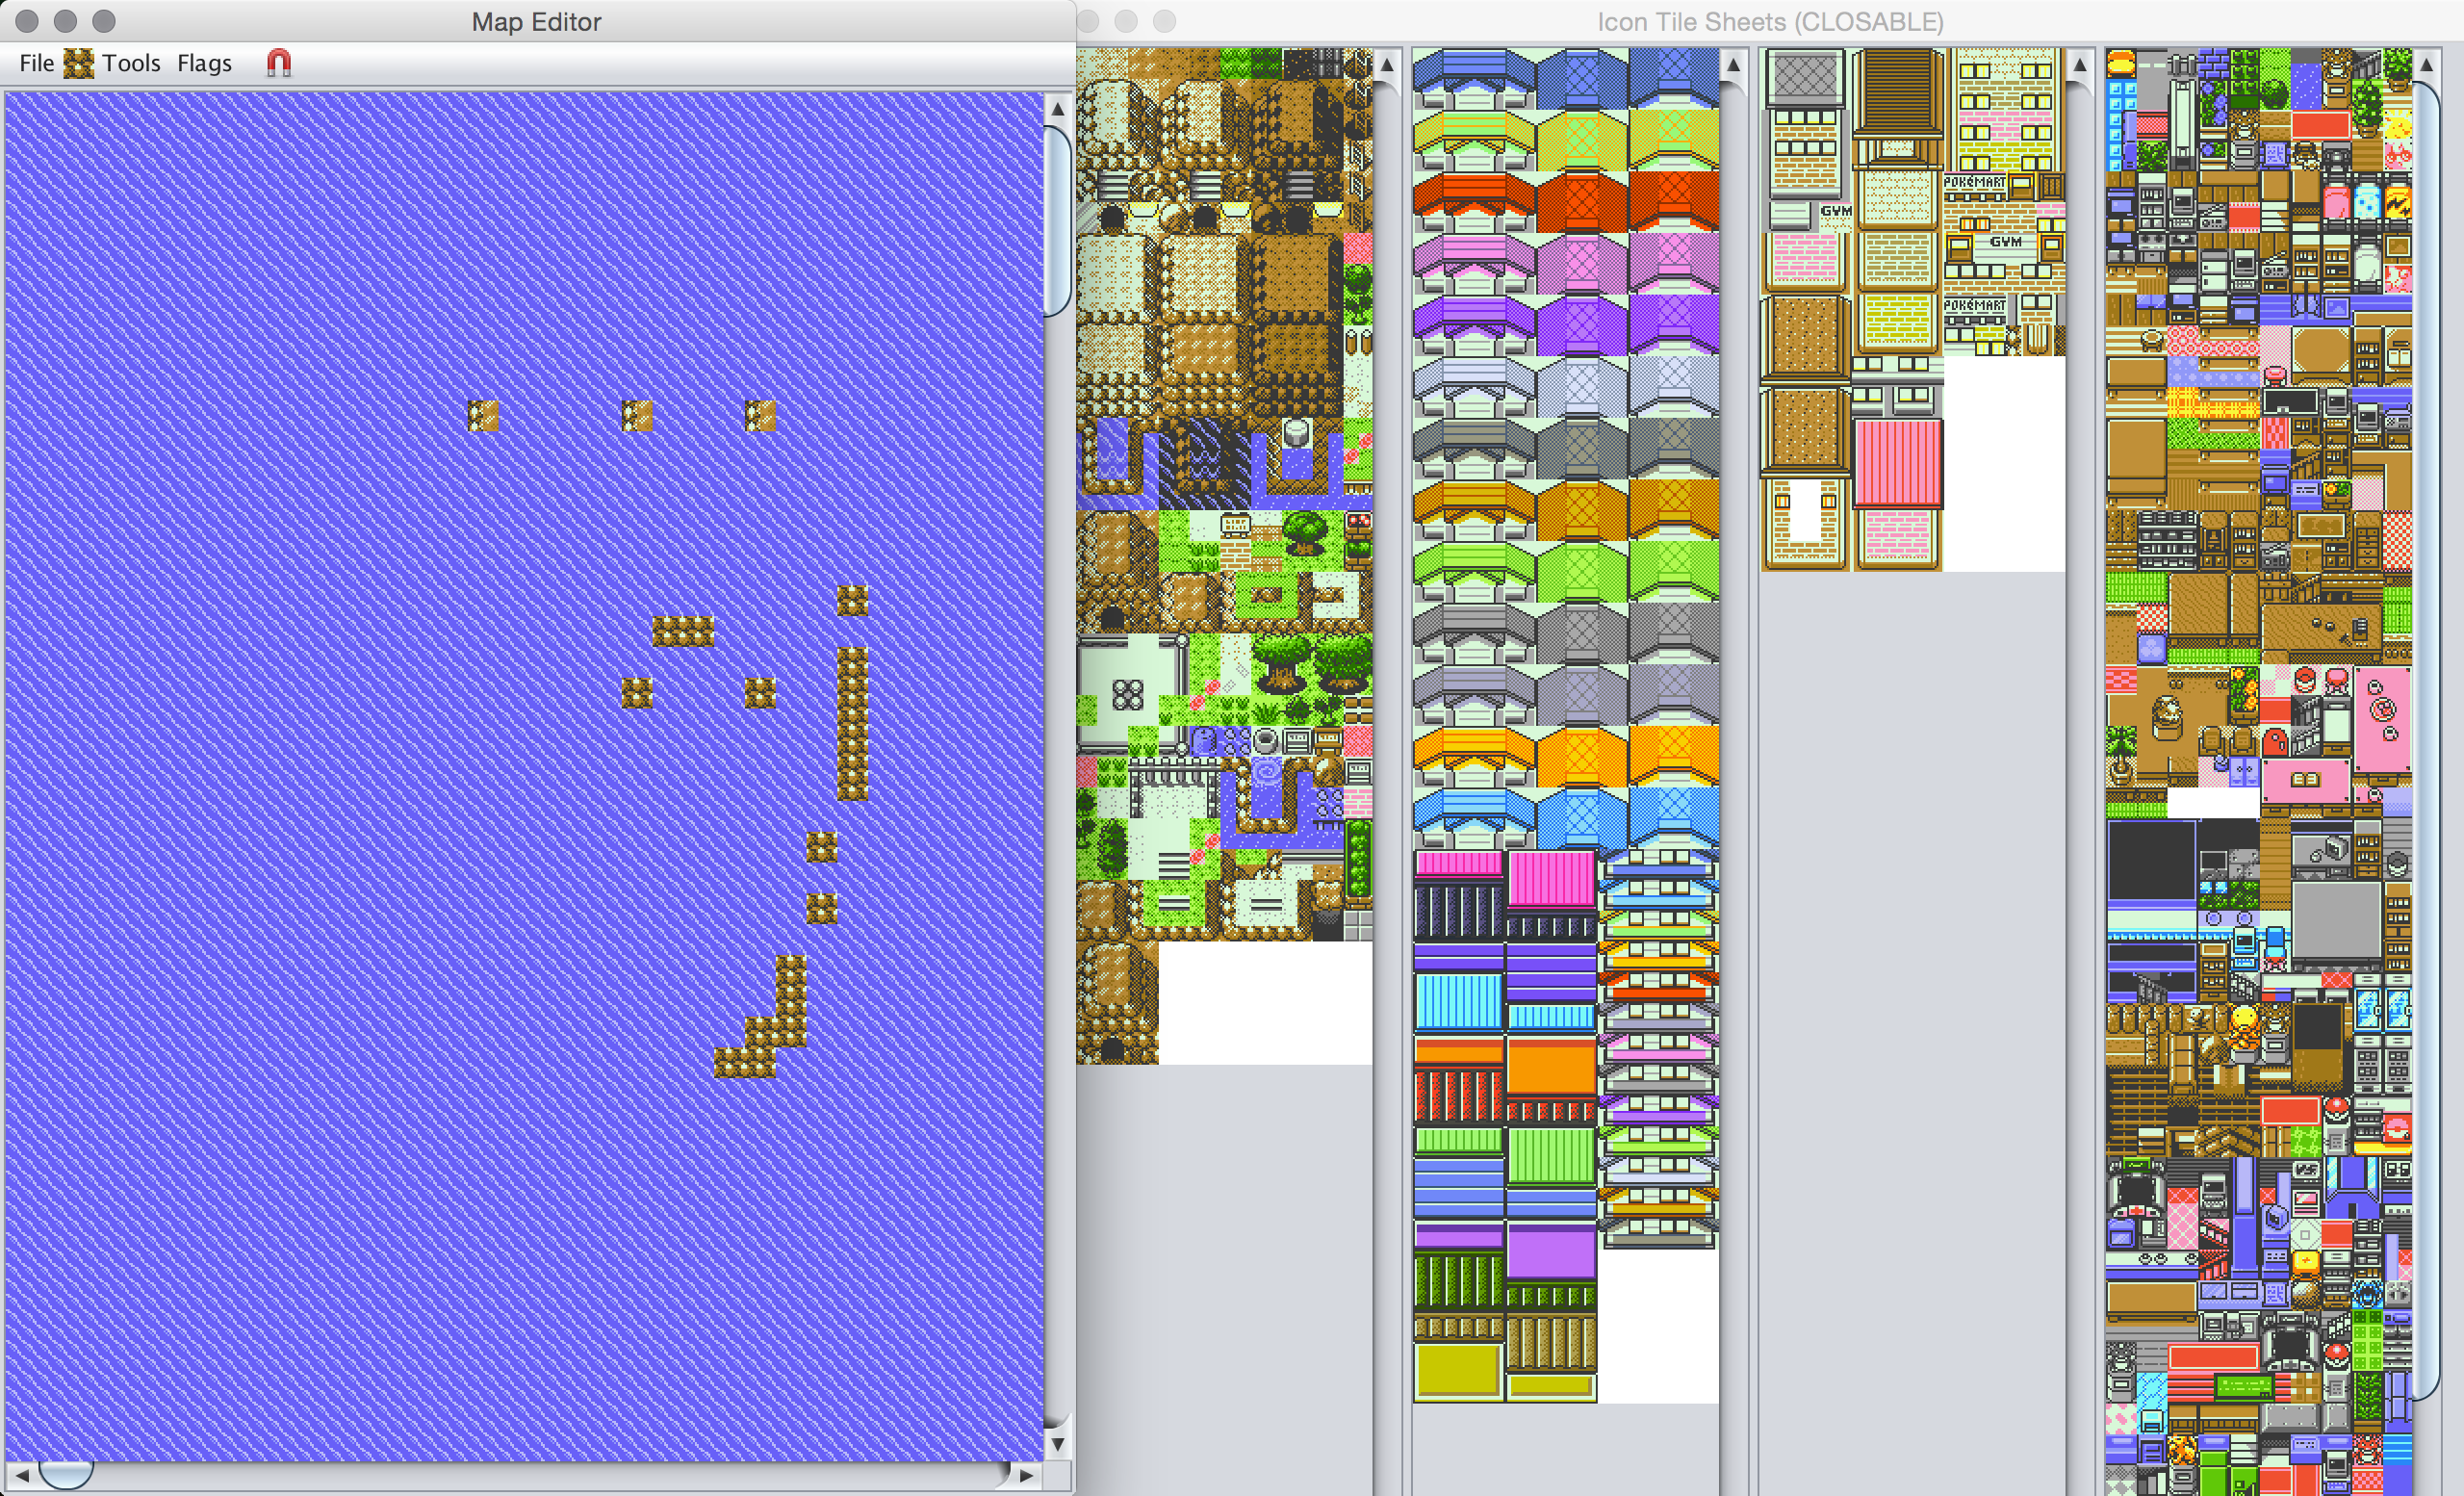 Map Editor
Icon Tile Sheets (CLOSABLE)
File Tools Flags
POKéMART
GYM
GYM
POKéMART